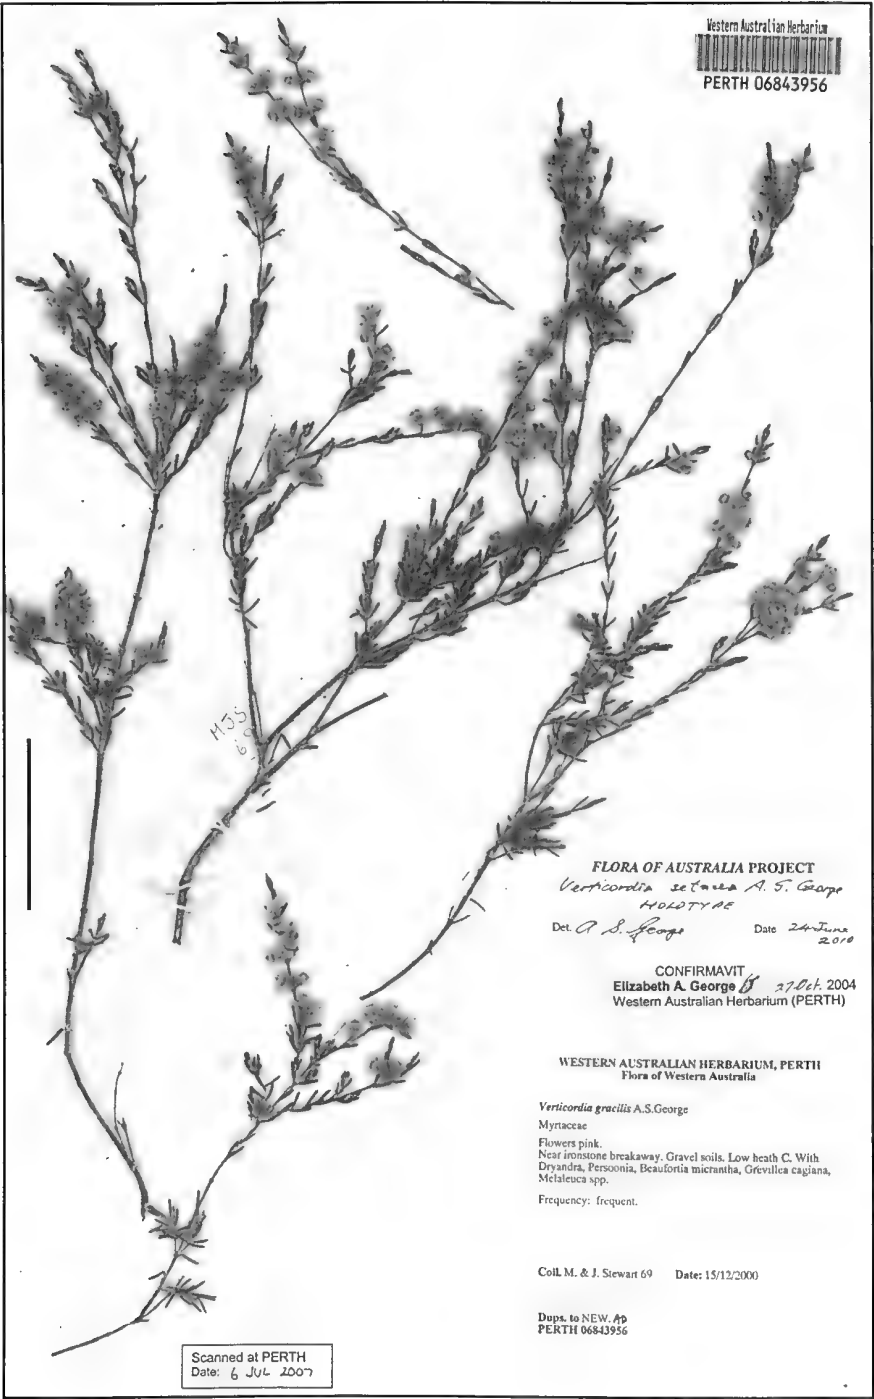 Western Australian Herbarium
PERTH 06843956
MJS
69
FLORA OF AUSTRALIA PROJECT
Verticordia setacea A. S. George
HOLOTYPE
Det. A S. George Date 24 June
2010
CONFIRMAVIT
Elizabeth A. George 27 Oct. 2004
Western Australian Herbarium (PERTH)
WESTERN AUSTRALIAN HERBARIUM, PERTH
Flora of Western Australia
Verticordia gracilis A.S.George
Myrtaceae
Flowers pink.
Near ironstone breakaway. Gravel soils. Low heath C. With
Dryandra, Persoonia, Beaufortia micrantha, Grevillea cagiana,
Melaleuca spp.
Frequency: frequent.
Coll. M. & J. Stewart 69 Date: 15/12/2000
Dups. to NEW. AD
PERTH 06843956
Scanned at PERTH
Date: 6 JUL 2007